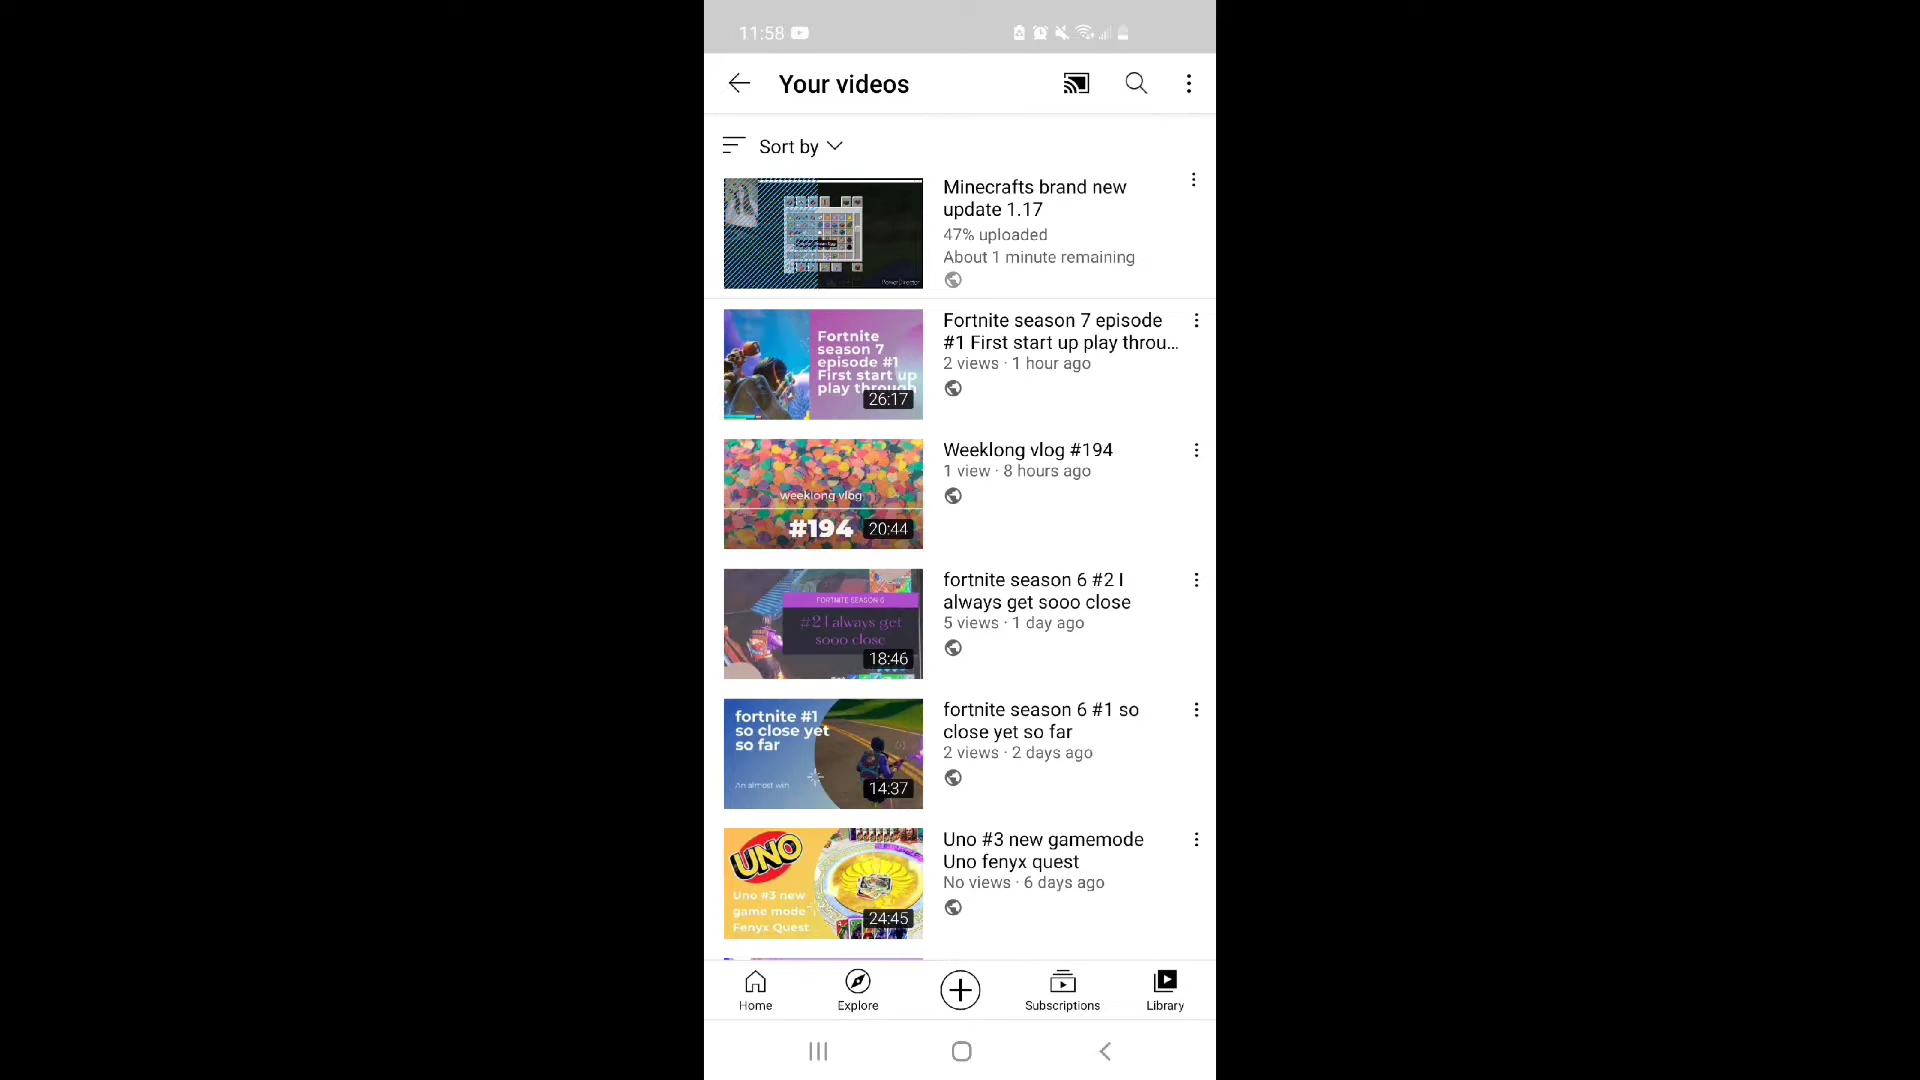 11:58
Your videos
Sort by
Minecrafts brand new
update 1.17
47% uploaded
About 1 minute remaining
PowerDirector
Fortnite season 7 episode
#1 First start up play throu...
2 views · 1 hour ago
Fortnite
season 7
episode #1
First start up
play through
26:17
Weeklong vlog #194
1 view · 8 hours ago
weeklong vlog
#194
20:44
fortnite season 6 #2 I
always get sooo close
5 views · 1 day ago
FORTNITE SEASON 6
#2 I always get
sooo close
18:46
fortnite season 6 #1 so
close yet so far
2 views · 2 days ago
fortnite #1
so close yet
so far
An almost win
14:37
Uno #3 new gamemode
Uno fenyx quest
No views · 6 days ago
UNO
Uno #3 new
game mode
Fenyx Quest
24:45
Home
Explore
Subscriptions
Library